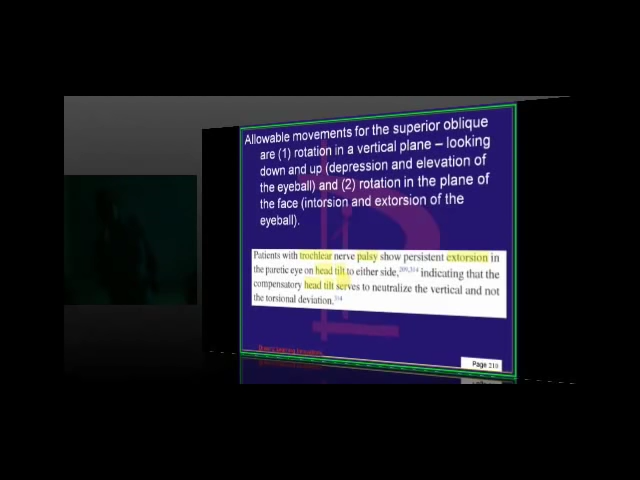 Allowable movements for the superior oblique
are (1) rotation in a vertical plane – looking
down and up (depression and elevation of
the eyeball) and (2) rotation in the plane of
the face (intorsion and extorsion of the
eyeball).
Patients with trochlear nerve palsy show persistent extorsion in
the paretic eye on head tilt to either side,209,314 indicating that the
compensatory head tilt serves to neutralize the vertical and not
the torsional deviation.314
Page 210